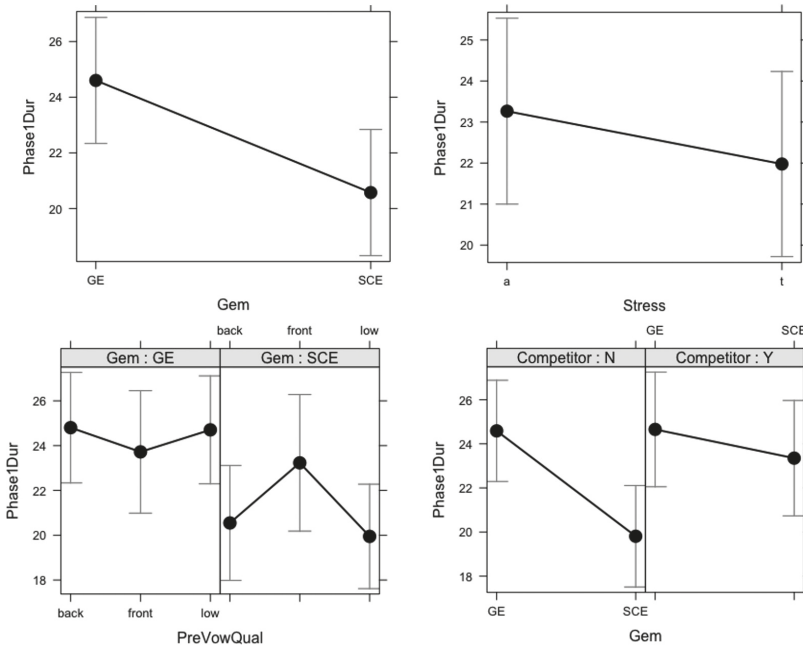 26
24
22
20
Phase1Dur
GE
SCE
Gem
25
24
23
22
21
20
Phase1Dur
a
t
Stress
back front low
Gem : GE
Gem : SCE
26
24
22
20
18
Phase1Dur
back front low
PreVowQual
GE SCE
Competitor : N
Competitor : Y
26
24
22
20
18
Phase1Dur
GE SCE
Gem